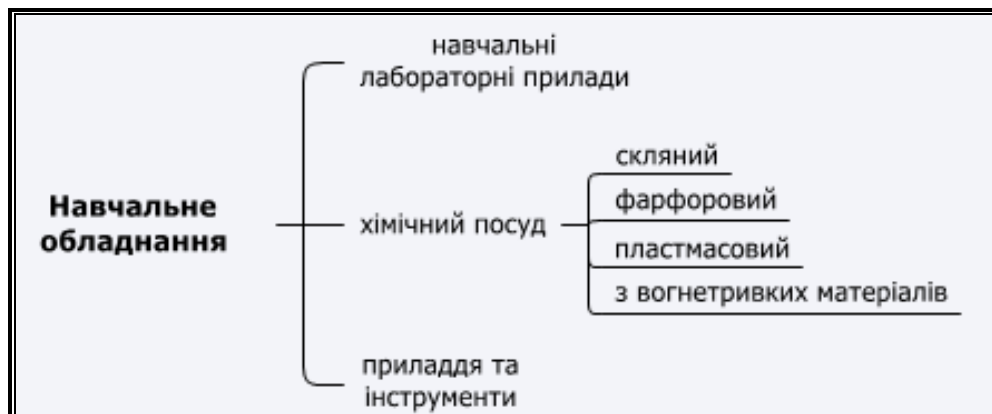 навчальні
лабораторні прилади
Навчальне
обладнання
хімічний посуд
скляний
фарфоровий
пластмасовий
з вогнетривких матеріалів
приладдя та
інструменти